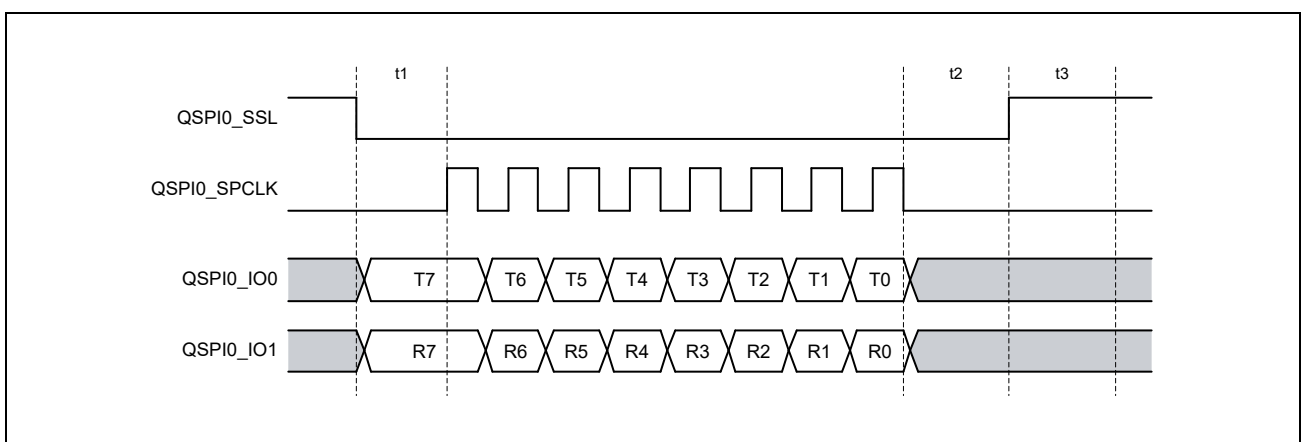 t1 t2 t3
QSPI0_SSL
QSPI0_SPCLK
QSPI0_IO0 T7 T6 T5 T4 T3 T2 T1 T0
QSPI0_IO1 R7 R6 R5 R4 R3 R2 R1 R0